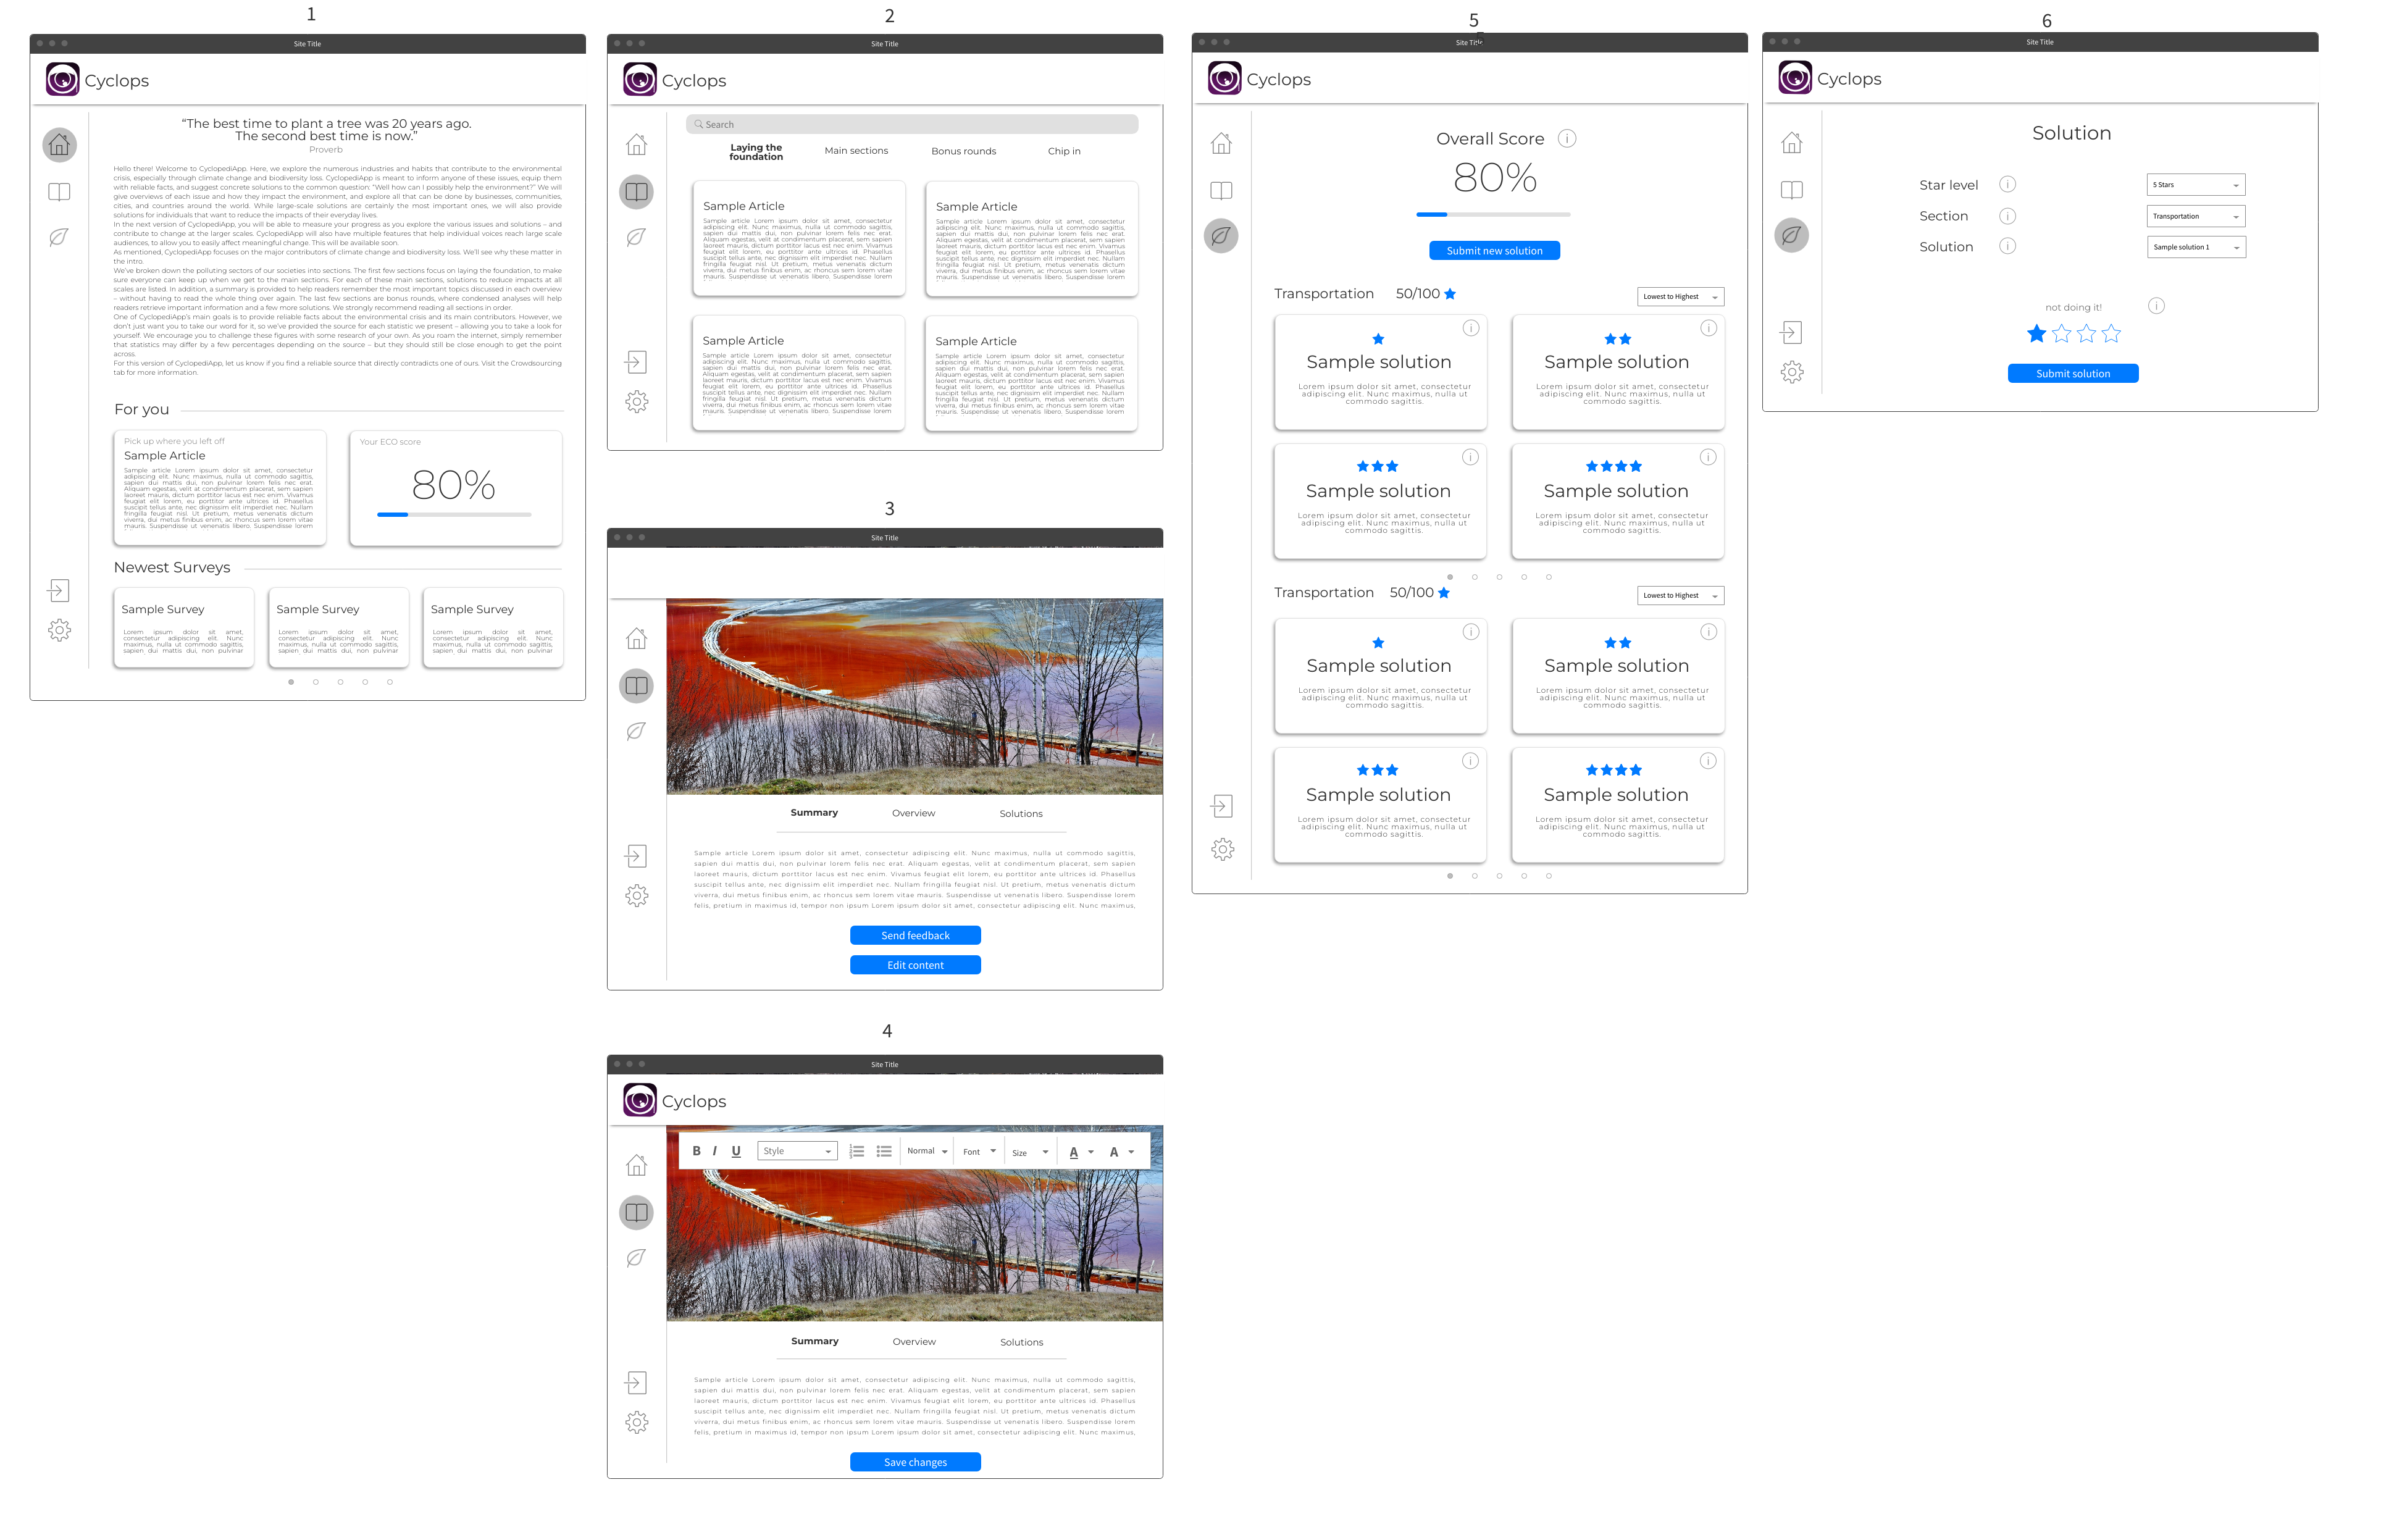 1
Site Title
Cyclops
“The best time to plant a tree was 20 years ago.
The second best time is now.”
Proverb
Hello there! Welcome to CyclopediApp. Here, we explore the numerous industries and habits that contribute to the environmental
crisis, especially through climate change and biodiversity loss. CyclopediApp is meant to inform anyone of these issues, equip them
with reliable facts, and suggest concrete solutions to the common question: “Well how can I possibly help the environment?” We will
give overviews of each issue and how they impact the environment, and explore all that can be done by businesses, communities,
cities, and countries around the world. While large-scale solutions are certainly the most important ones, we will also provide
solutions for individuals that want to reduce the impacts of their everyday lives.
In the next version of CyclopediApp, you will be able to measure your progress as you explore the various issues and solutions – and
contribute to change at the larger scales. CyclopediApp will also have multiple features that help individual voices reach large scale
audiences, to allow you to easily affect meaningful change. This will be available soon.
As mentioned, CyclopediApp focuses on the major contributors of climate change and biodiversity loss. We’ll see why these matter in
the intro.
We’ve broken down the polluting sectors of our societies into sections. The first few sections focus on laying the foundation, to make
sure everyone can keep up when we get to the main sections. For each of these main sections, solutions to reduce impacts at all
scales are listed. In addition, a summary is provided to help readers remember the most important topics discussed in each overview
– without having to read the whole thing over again. The last few sections are bonus rounds, where condensed analyses will help
readers retrieve important information and a few more solutions. We strongly recommend reading all sections in order.
One of CyclopediApp’s main goals is to provide reliable facts about the environmental crisis and its main contributors. However, we
don’t just want you to take our word for it, so we’ve provided the source for each statistic we present – allowing you to take a look for
yourself. We encourage you to challenge these figures with some research of your own. As you roam the internet, simply remember
that statistics may differ by a few percentages depending on the source – but they should still be close enough to get the point
across.
For this version of CyclopediApp, let us know if you find a reliable source that directly contradicts one of ours. Visit the Crowdsourcing
tab for more information.
For you
Pick up where you left off
Sample Article
Sample article Lorem ipsum dolor sit amet, consectetur
adipiscing elit. Nunc maximus, nulla ut commodo sagittis,
sapien dui mattis dui, non pulvinar lorem felis nec erat.
Aliquam egestas, velit at condimentum placerat, sem sapien
laoreet mauris, dictum porttitor lacus est nec enim. Vivamus
feugiat elit lorem, eu porttitor ante ultrices id. Phasellus
suscipit tellus ante, nec dignissim elit imperdiet nec. Nullam
fringilla feugiat nisl. Ut pretium, metus venenatis dictum
viverra, dui metus finibus enim, ac rhoncus sem lorem vitae
mauris. Suspendisse ut venenatis libero. Suspendisse lorem
Your ECO score
80%
Newest Surveys
Sample Survey
Lorem ipsum dolor sit amet,
consectetur adipiscing elit. Nunc
maximus, nulla ut commodo sagittis,
sapien dui mattis dui, non pulvinar
Sample Survey
Lorem ipsum dolor sit amet,
consectetur adipiscing elit. Nunc
maximus, nulla ut commodo sagittis,
sapien dui mattis dui, non pulvinar
Sample Survey
Lorem ipsum dolor sit amet,
consectetur adipiscing elit. Nunc
maximus, nulla ut commodo sagittis,
sapien dui mattis dui, non pulvinar
2
Site Title
Cyclops
Search
Laying the
foundation
Main sections
Bonus rounds
Chip in
Sample Article
Sample article Lorem ipsum dolor sit amet, consectetur
adipiscing elit. Nunc maximus, nulla ut commodo sagittis,
sapien dui mattis dui, non pulvinar lorem felis nec erat.
Aliquam egestas, velit at condimentum placerat, sem sapien
laoreet mauris, dictum porttitor lacus est nec enim. Vivamus
feugiat elit lorem, eu porttitor ante ultrices id. Phasellus
suscipit tellus ante, nec dignissim elit imperdiet nec. Nullam
fringilla feugiat nisl. Ut pretium, metus venenatis dictum
viverra, dui metus finibus enim, ac rhoncus sem lorem vitae
mauris. Suspendisse ut venenatis libero. Suspendisse lorem
Sample Article
Sample article Lorem ipsum dolor sit amet, consectetur
adipiscing elit. Nunc maximus, nulla ut commodo sagittis,
sapien dui mattis dui, non pulvinar lorem felis nec erat.
Aliquam egestas, velit at condimentum placerat, sem sapien
laoreet mauris, dictum porttitor lacus est nec enim. Vivamus
feugiat elit lorem, eu porttitor ante ultrices id. Phasellus
suscipit tellus ante, nec dignissim elit imperdiet nec. Nullam
fringilla feugiat nisl. Ut pretium, metus venenatis dictum
viverra, dui metus finibus enim, ac rhoncus sem lorem vitae
mauris. Suspendisse ut venenatis libero. Suspendisse lorem
Sample Article
Sample article Lorem ipsum dolor sit amet, consectetur
adipiscing elit. Nunc maximus, nulla ut commodo sagittis,
sapien dui mattis dui, non pulvinar lorem felis nec erat.
Aliquam egestas, velit at condimentum placerat, sem sapien
laoreet mauris, dictum porttitor lacus est nec enim. Vivamus
feugiat elit lorem, eu porttitor ante ultrices id. Phasellus
suscipit tellus ante, nec dignissim elit imperdiet nec. Nullam
fringilla feugiat nisl. Ut pretium, metus venenatis dictum
viverra, dui metus finibus enim, ac rhoncus sem lorem vitae
mauris. Suspendisse ut venenatis libero. Suspendisse lorem
Sample Article
Sample article Lorem ipsum dolor sit amet, consectetur
adipiscing elit. Nunc maximus, nulla ut commodo sagittis,
sapien dui mattis dui, non pulvinar lorem felis nec erat.
Aliquam egestas, velit at condimentum placerat, sem sapien
laoreet mauris, dictum porttitor lacus est nec enim. Vivamus
feugiat elit lorem, eu porttitor ante ultrices id. Phasellus
suscipit tellus ante, nec dignissim elit imperdiet nec. Nullam
fringilla feugiat nisl. Ut pretium, metus venenatis dictum
viverra, dui metus finibus enim, ac rhoncus sem lorem vitae
mauris. Suspendisse ut venenatis libero. Suspendisse lorem
3
Site Title
Summary
Overview
Solutions
Sample article Lorem ipsum dolor sit amet, consectetur adipiscing elit. Nunc maximus, nulla ut commodo sagittis,
sapien dui mattis dui, non pulvinar lorem felis nec erat. Aliquam egestas, velit at condimentum placerat, sem sapien
laoreet mauris, dictum porttitor lacus est nec enim. Vivamus feugiat elit lorem, eu porttitor ante ultrices id. Phasellus
suscipit tellus ante, nec dignissim elit imperdiet nec. Nullam fringilla feugiat nisl. Ut pretium, metus venenatis dictum
viverra, dui metus finibus enim, ac rhoncus sem lorem vitae mauris. Suspendisse ut venenatis libero. Suspendisse lorem
felis, pretium in maximus id, tempor non ipsum Lorem ipsum dolor sit amet, consectetur adipiscing elit. Nunc maximus,
Send feedback
Edit content
4
Site Title
Cyclops
B I U
Style
1
2
3
Normal
Font
Size
A
A
Summary
Overview
Solutions
Sample article Lorem ipsum dolor sit amet, consectetur adipiscing elit. Nunc maximus, nulla ut commodo sagittis,
sapien dui mattis dui, non pulvinar lorem felis nec erat. Aliquam egestas, velit at condimentum placerat, sem sapien
laoreet mauris, dictum porttitor lacus est nec enim. Vivamus feugiat elit lorem, eu porttitor ante ultrices id. Phasellus
suscipit tellus ante, nec dignissim elit imperdiet nec. Nullam fringilla feugiat nisl. Ut pretium, metus venenatis dictum
viverra, dui metus finibus enim, ac rhoncus sem lorem vitae mauris. Suspendisse ut venenatis libero. Suspendisse lorem
felis, pretium in maximus id, tempor non ipsum Lorem ipsum dolor sit amet, consectetur adipiscing elit. Nunc maximus,
Save changes
5
Site Title
Cyclops
Overall Score i
80%
Submit new solution
Transportation 50/100
Lowest to Highest
i
Sample solution
Lorem ipsum dolor sit amet, consectetur
adipiscing elit. Nunc maximus, nulla ut
commodo sagittis.
i
Sample solution
Lorem ipsum dolor sit amet, consectetur
adipiscing elit. Nunc maximus, nulla ut
commodo sagittis.
i
Sample solution
Lorem ipsum dolor sit amet, consectetur
adipiscing elit. Nunc maximus, nulla ut
commodo sagittis.
i
Sample solution
Lorem ipsum dolor sit amet, consectetur
adipiscing elit. Nunc maximus, nulla ut
commodo sagittis.
Transportation 50/100
Lowest to Highest
i
Sample solution
Lorem ipsum dolor sit amet, consectetur
adipiscing elit. Nunc maximus, nulla ut
commodo sagittis.
i
Sample solution
Lorem ipsum dolor sit amet, consectetur
adipiscing elit. Nunc maximus, nulla ut
commodo sagittis.
i
Sample solution
Lorem ipsum dolor sit amet, consectetur
adipiscing elit. Nunc maximus, nulla ut
commodo sagittis.
i
Sample solution
Lorem ipsum dolor sit amet, consectetur
adipiscing elit. Nunc maximus, nulla ut
commodo sagittis.
6
Site Title
Cyclops
Solution
Star level i 5 Stars
Section i Transportation
Solution i Sample solution 1
not doing it! i
Submit solution